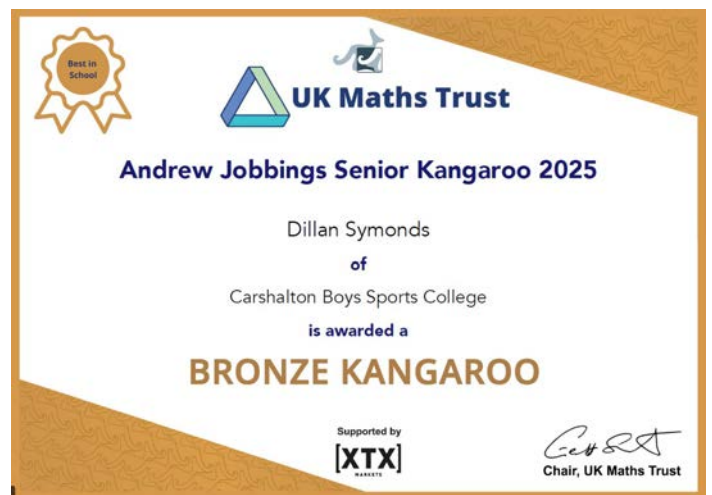 Best in
School
UK Maths Trust
Andrew Jobbings Senior Kangaroo 2025
Dillan Symonds
of
Carshalton Boys Sports College
is awarded a
BRONZE KANGAROO
Supported by
[XTX]
MARKETS
Chair, UK Maths Trust